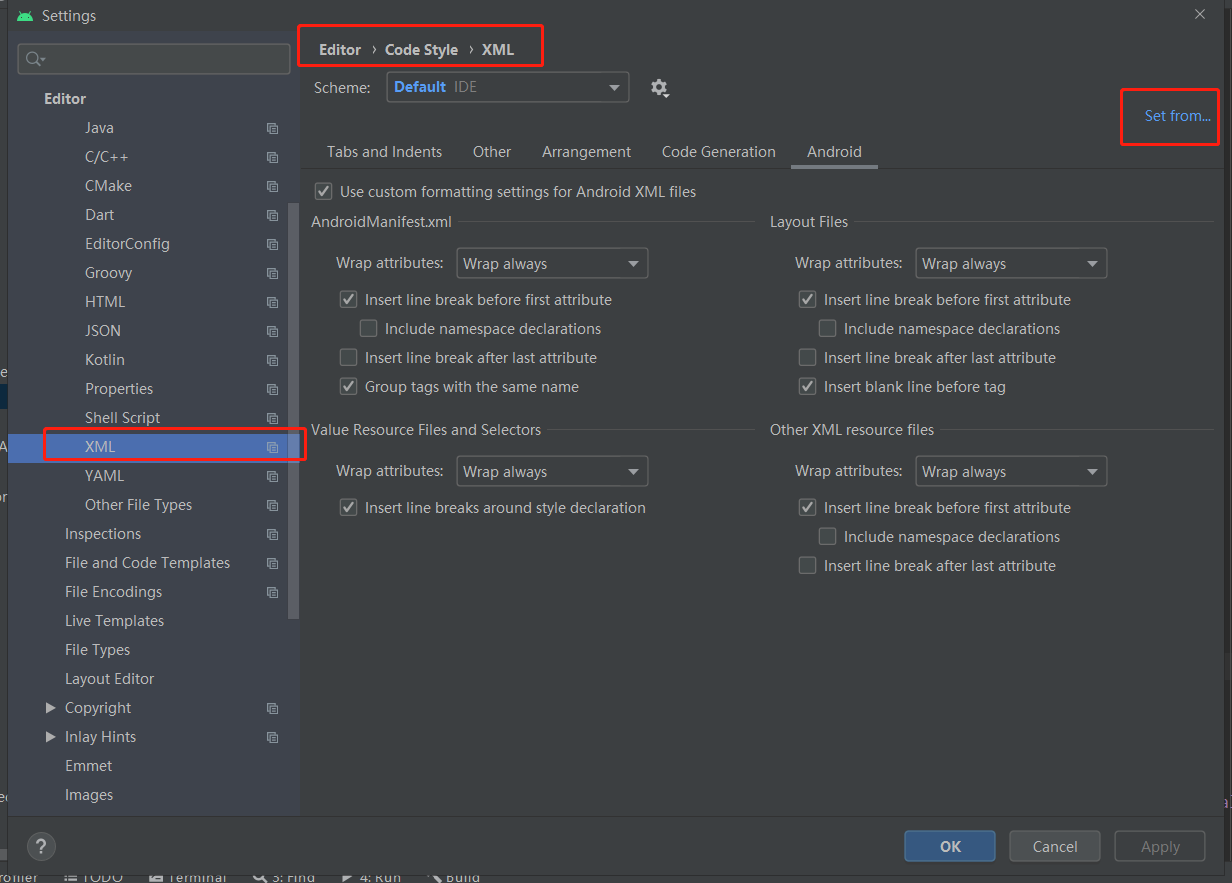 Settings
Editor › Code Style › XML
Scheme: Default IDE
Set from...
Editor
Java
C/C++
CMake
Dart
EditorConfig
Groovy
HTML
JSON
Kotlin
Properties
Shell Script
XML
YAML
Other File Types
Inspections
File and Code Templates
File Encodings
Live Templates
File Types
Layout Editor
Copyright
Inlay Hints
Emmet
Images
Tabs and Indents Other Arrangement Code Generation Android
Use custom formatting settings for Android XML files
AndroidManifest.xml
Wrap attributes: Wrap always
Insert line break before first attribute
Include namespace declarations
Insert line break after last attribute
Group tags with the same name
Layout Files
Wrap attributes: Wrap always
Insert line break before first attribute
Include namespace declarations
Insert line break after last attribute
Insert blank line before tag
Value Resource Files and Selectors
Wrap attributes: Wrap always
Insert line breaks around style declaration
Other XML resource files
Wrap attributes: Wrap always
Insert line break before first attribute
Include namespace declarations
Insert line break after last attribute
? OK Cancel Apply
TODO Terminal 3: Find 4: Run Build